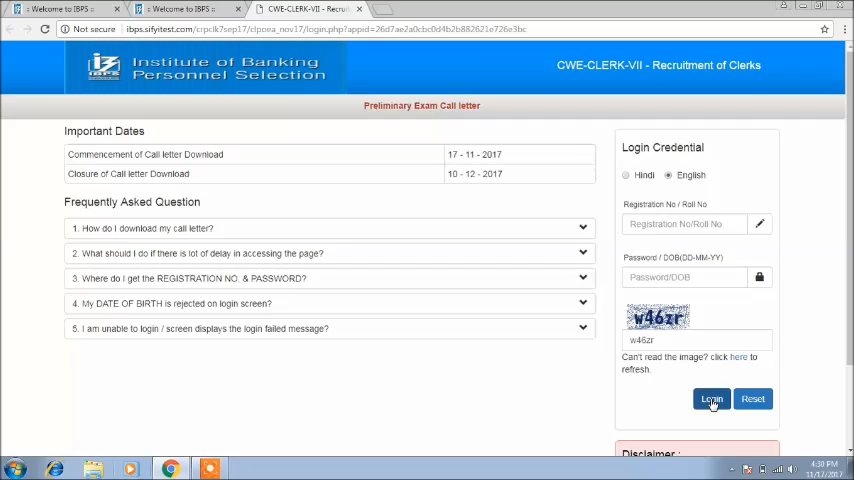 :: Welcome to IBPS ::
:: Welcome to IBPS ::
CWE-CLERK-VII - Recruit
Not secure
ibps.sifyitest.com/crpclk7sep17/clpoea_nov17/login.php?appid=26d7ae2a0cbc0d4b2b882621e726e3bc
IBPS
Institute of Banking
Personnel Selection
CWE-CLERK-VII - Recruitment of Clerks
Preliminary Exam Call letter
Important Dates
Commencement of Call letter Download 17 - 11 - 2017
Closure of Call letter Download 10 - 12 - 2017
Frequently Asked Question
1. How do I download my call letter?
2. What should I do if there is lot of delay in accessing the page?
3. Where do I get the REGISTRATION NO. & PASSWORD?
4. My DATE OF BIRTH is rejected on login screen?
5. I am unable to login / screen displays the login failed message?
Login Credential
Hindi English
Registration No / Roll No
Registration No/Roll No
Password / DOB(DD-MM-YY)
Password/DOB
w46zr
w46zr
Can't read the image? click here to
refresh.
Login Reset
Disclaimer :
4:30 PM
11/17/2017